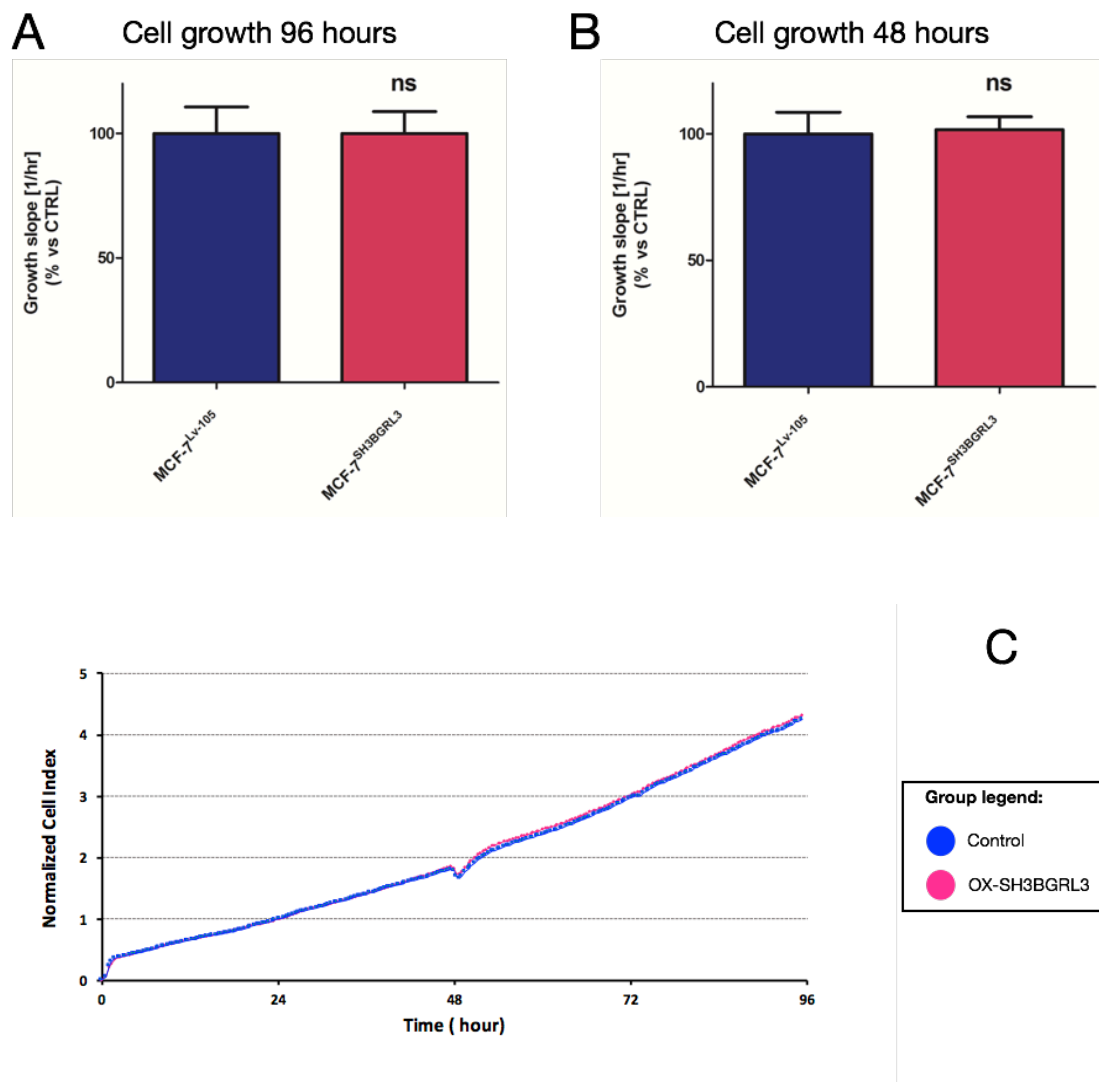 A
Cell growth 96 hours
ns
100
50
0
Growth slope [1/hr]
(% vs CTRL)
MCF-7Lv-105
MCF-7SH3BGRL3
B
Cell growth 48 hours
ns
100
50
0
Growth slope [1/hr]
(% vs CTRL)
MCF-7Lv-105
MCF-7SH3BGRL3
C
5
4
3
2
1
0
Normalized Cell Index
0 24 48 72 96
Time ( hour)
Group legend:
Control
OX-SH3BGRL3